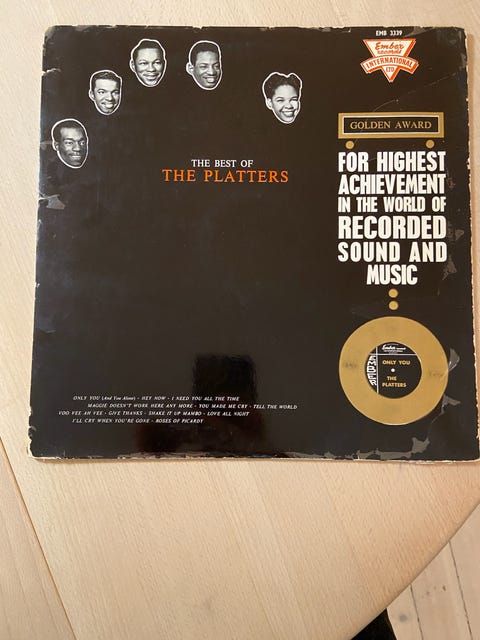 EMB 3339
Embex
records
INTERNATIONAL
LTD
GOLDEN AWARD
THE BEST OF
THE PLATTERS
FOR HIGHEST
ACHIEVEMENT
IN THE WORLD OF
RECORDED
SOUND AND
MUSIC
ONLY YOU
THE
PLATTERS
ONLY YOU (And You Alone) · HEY NOW · I NEED YOU ALL THE TIME
MAGGIE DOESN'T WORK HERE ANY MORE · YOU MADE ME CRY · TELL THE WORLD
VOO VEE AH VEE · GIVE THANKS · SHAKE IT UP MAMBO · LOVE ALL NIGHT
I'LL CRY WHEN YOU'RE GONE · ROSES OF PICARDY